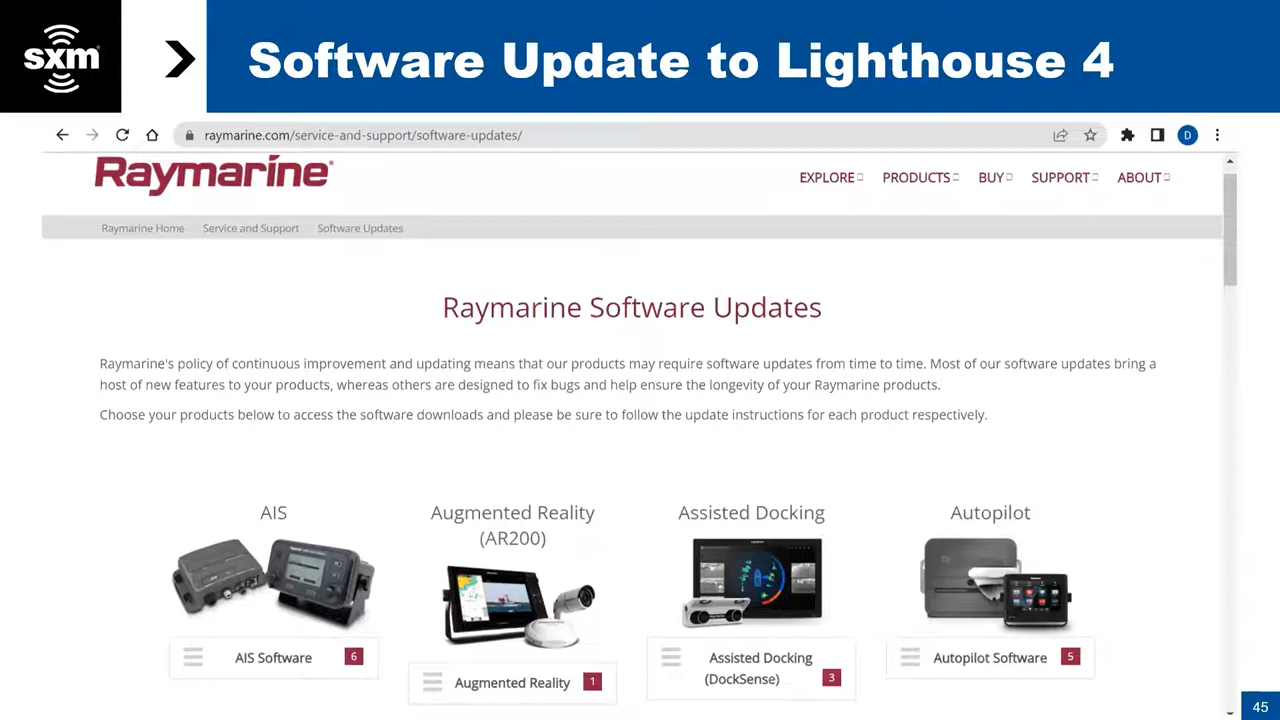 sxm
Software Update to Lighthouse 4
raymarine.com/service-and-support/software-updates/
D
Raymarine
EXPLORE PRODUCTS BUY SUPPORT ABOUT
Raymarine Home Service and Support Software Updates
Raymarine Software Updates
Raymarine's policy of continuous improvement and updating means that our products may require software updates from time to time. Most of our software updates bring a
host of new features to your products, whereas others are designed to fix bugs and help ensure the longevity of your Raymarine products.
Choose your products below to access the software downloads and please be sure to follow the update instructions for each product respectively.
AIS
Augmented Reality
(AR200)
Assisted Docking
Autopilot
AIS Software 6
Augmented Reality 1
Assisted Docking
(DockSense) 3
Autopilot Software 5
45